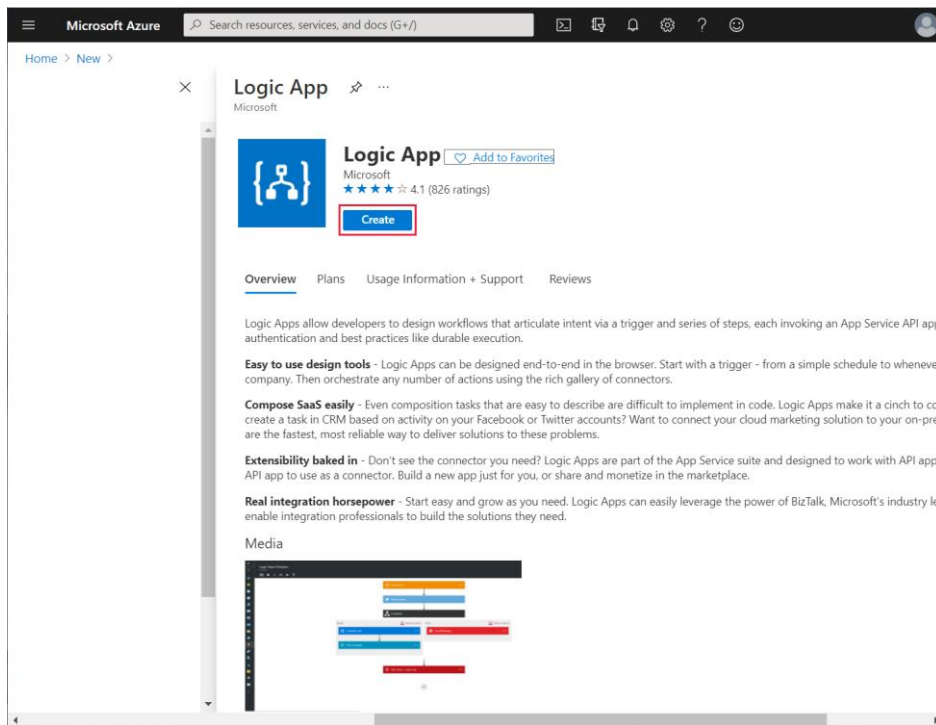 Microsoft Azure
Search resources, services, and docs (G+/)
Home > New >
Logic App
Microsoft
Logic App
Add to Favorites
Microsoft
4.1 (826 ratings)
Create
Overview Plans Usage Information + Support Reviews
Logic Apps allow developers to design workflows that articulate intent via a trigger and series of steps, each invoking an App Service API ap
authentication and best practices like durable execution.
Easy to use design tools - Logic Apps can be designed end-to-end in the browser. Start with a trigger - from a simple schedule to wheneve
company. Then orchestrate any number of actions using the rich gallery of connectors.
Compose SaaS easily - Even composition tasks that are easy to describe are difficult to implement in code. Logic Apps make it a cinch to co
create a task in CRM based on activity on your Facebook or Twitter accounts? Want to connect your cloud marketing solution to your on-pre
are the fastest, most reliable way to deliver solutions to these problems.
Extensibility baked in - Don't see the connector you need? Logic Apps are part of the App Service suite and designed to work with API app
API app to use as a connector. Build a new app just for you, or share and monetize in the marketplace.
Real integration horsepower - Start easy and grow as you need. Logic Apps can easily leverage the power of BizTalk, Microsoft's industry le
enable integration professionals to build the solutions they need.
Media